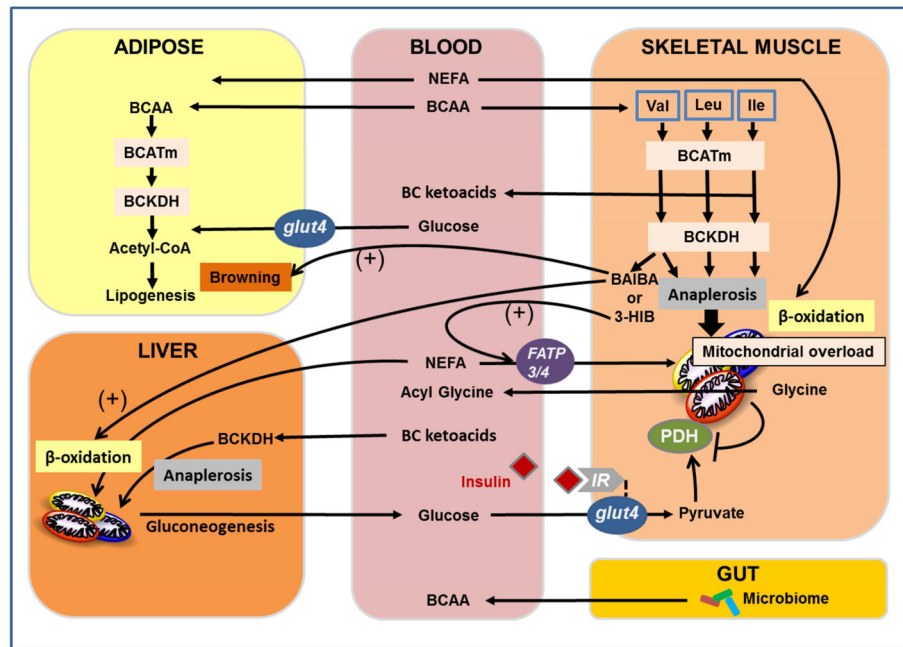 ADIPOSE
BLOOD
SKELETAL MUSCLE
NEFA
BCAA
BCAA
Val
Leu
Ile
BCATm
BCATm
BC ketoacids
BCKDH
glut4
Glucose
BCKDH
Acetyl-CoA
(+)
Browning
BAIBA
or
3-HIB
Anaplerosis
Lipogenesis
(+)
β-oxidation
LIVER
NEFA
FATP
3/4
Mitochondrial overload
Acyl Glycine
Glycine
(+)
BCKDH
BC ketoacids
PDH
β-oxidation
Anaplerosis
Insulin
IR
Gluconeogenesis
Glucose
glut4
Pyruvate
GUT
BCAA
Microbiome